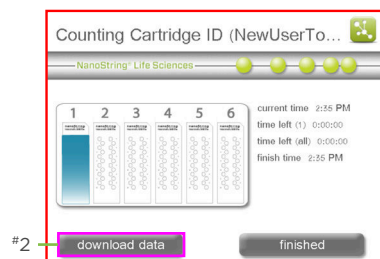 Counting Cartridge ID (NewUserTo...
NanoString® Life Sciences
1 2 3 4 5 6
current time 2:35 PM
time left (1) 0:00:00
time left (all) 0:00:00
finish time 2:35 PM
#2
download data
finished